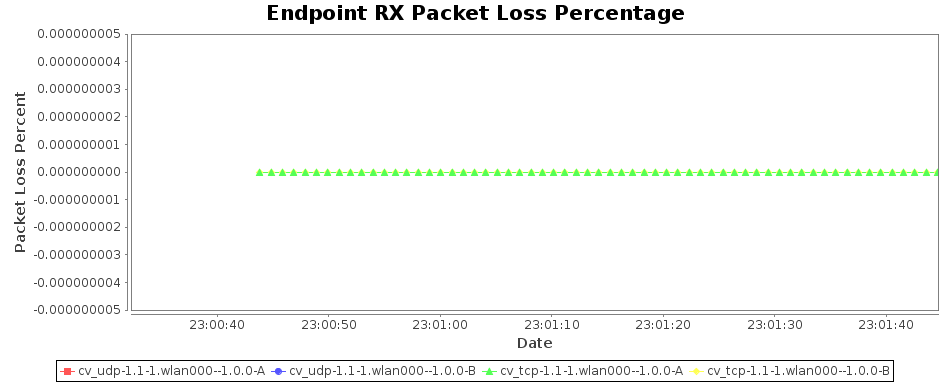 Endpoint RX Packet Loss Percentage
Packet Loss Percent
0.000000005
0.000000004
0.000000003
0.000000002
0.000000001
0.000000000
-0.000000001
-0.000000002
-0.000000003
-0.000000004
-0.000000005
23:00:40 23:00:50 23:01:00 23:01:10 23:01:20 23:01:30 23:01:40
Date
cv_udp-1.1-1.wlan000--1.0.0-A cv_udp-1.1-1.wlan000--1.0.0-B cv_tcp-1.1-1.wlan000--1.0.0-A cv_tcp-1.1-1.wlan000--1.0.0-B